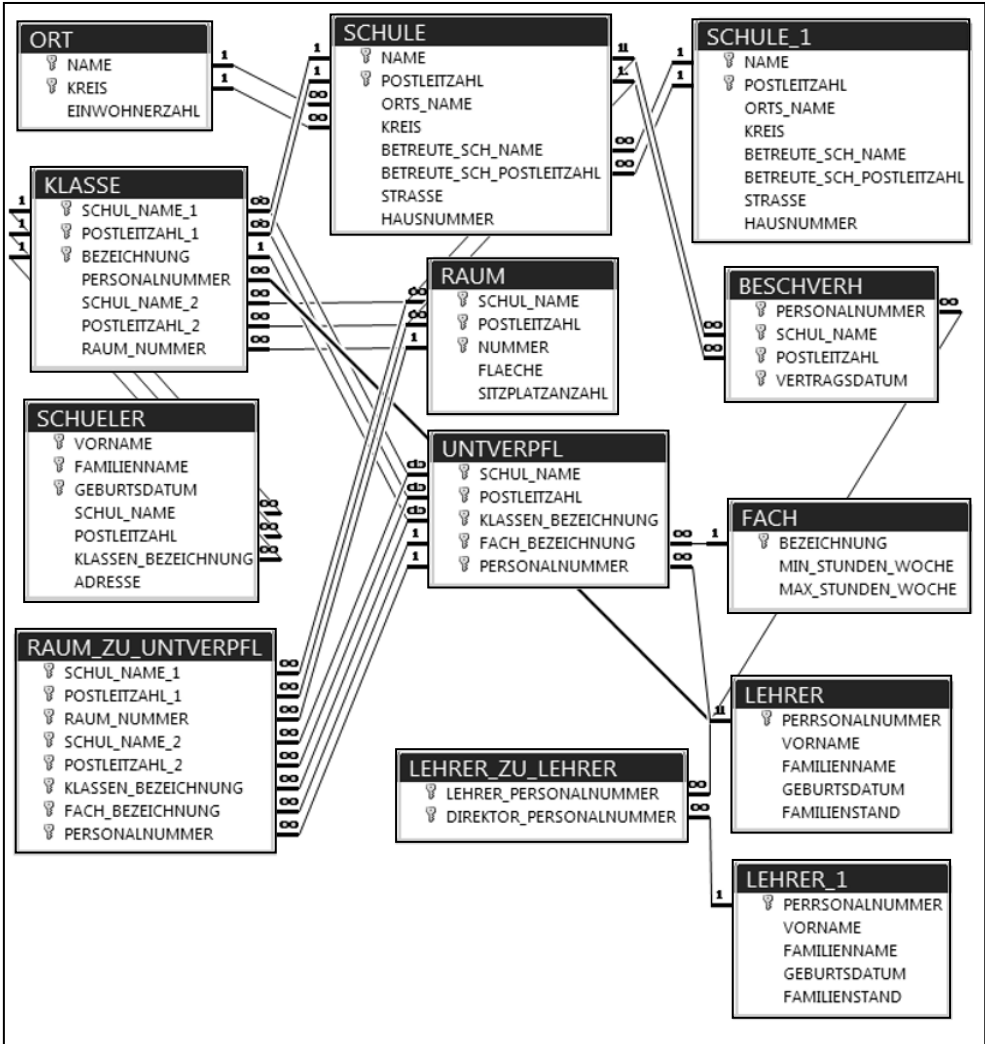 ORT
NAME
KREIS
EINWOHNERZAHL
SCHULE
NAME
POSTLEITZAHL
ORTS_NAME
KREIS
BETREUTE_SCH_NAME
BETREUTE_SCH_POSTLEITZAHL
STRASSE
HAUSNUMMER
SCHULE_1
NAME
POSTLEITZAHL
ORTS_NAME
KREIS
BETREUTE_SCH_NAME
BETREUTE_SCH_POSTLEITZAHL
STRASSE
HAUSNUMMER
KLASSE
SCHUL_NAME_1
POSTLEITZAHL_1
BEZEICHNUNG
PERSONALNUMMER
SCHUL_NAME_2
POSTLEITZAHL_2
RAUM_NUMMER
RAUM
SCHUL_NAME
POSTLEITZAHL
NUMMER
FLAECHE
SITZPLATZANZAHL
BESCHVERH
PERSONALNUMMER
SCHUL_NAME
POSTLEITZAHL
VERTRAGSDATUM
SCHUELER
VORNAME
FAMILIENNAME
GEBURTSDATUM
SCHUL_NAME
POSTLEITZAHL
KLASSEN_BEZEICHNUNG
ADRESSE
UNTVERPFL
SCHUL_NAME
POSTLEITZAHL
KLASSEN_BEZEICHNUNG
FACH_BEZEICHNUNG
PERSONALNUMMER
FACH
BEZEICHNUNG
MIN_STUNDEN_WOCHE
MAX_STUNDEN_WOCHE
RAUM_ZU_UNTVERPFL
SCHUL_NAME_1
POSTLEITZAHL_1
RAUM_NUMMER
SCHUL_NAME_2
POSTLEITZAHL_2
KLASSEN_BEZEICHNUNG
FACH_BEZEICHNUNG
PERSONALNUMMER
LEHRER_ZU_LEHRER
LEHRER_PERSONALNUMMER
DIREKTOR_PERSONALNUMMER
LEHRER
PERRSONALNUMMER
VORNAME
FAMILIENNAME
GEBURTSDATUM
FAMILIENSTAND
LEHRER_1
PERRSONALNUMMER
VORNAME
FAMILIENNAME
GEBURTSDATUM
FAMILIENSTAND